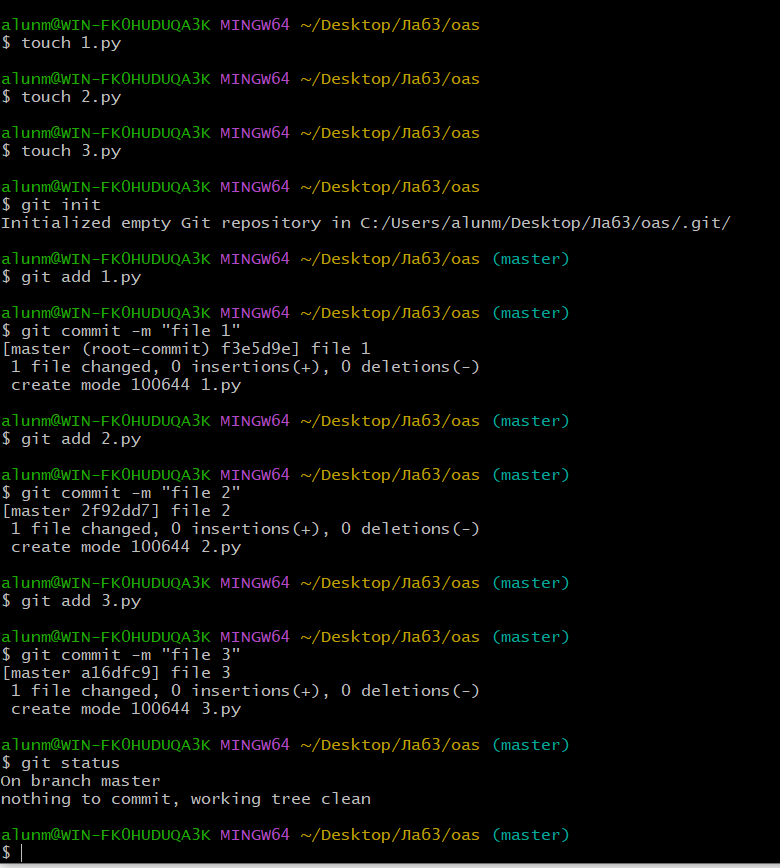 alunm@WIN-FK0HUDUQA3K MINGW64 ~/Desktop/Лаб3/oas
$ touch 1.py
alunm@WIN-FK0HUDUQA3K MINGW64 ~/Desktop/Лаб3/oas
$ touch 2.py
alunm@WIN-FK0HUDUQA3K MINGW64 ~/Desktop/Лаб3/oas
$ touch 3.py
alunm@WIN-FK0HUDUQA3K MINGW64 ~/Desktop/Лаб3/oas
$ git init
Initialized empty Git repository in C:/Users/alunm/Desktop/Лаб3/oas/.git/
alunm@WIN-FK0HUDUQA3K MINGW64 ~/Desktop/Лаб3/oas (master)
$ git add 1.py
alunm@WIN-FK0HUDUQA3K MINGW64 ~/Desktop/Лаб3/oas (master)
$ git commit -m "file 1"
[master (root-commit) f3e5d9e] file 1
 1 file changed, 0 insertions(+), 0 deletions(-)
 create mode 100644 1.py
alunm@WIN-FK0HUDUQA3K MINGW64 ~/Desktop/Лаб3/oas (master)
$ git add 2.py
alunm@WIN-FK0HUDUQA3K MINGW64 ~/Desktop/Лаб3/oas (master)
$ git commit -m "file 2"
[master 2f92dd7] file 2
 1 file changed, 0 insertions(+), 0 deletions(-)
 create mode 100644 2.py
alunm@WIN-FK0HUDUQA3K MINGW64 ~/Desktop/Лаб3/oas (master)
$ git add 3.py
alunm@WIN-FK0HUDUQA3K MINGW64 ~/Desktop/Лаб3/oas (master)
$ git commit -m "file 3"
[master a16dfc9] file 3
 1 file changed, 0 insertions(+), 0 deletions(-)
 create mode 100644 3.py
alunm@WIN-FK0HUDUQA3K MINGW64 ~/Desktop/Лаб3/oas (master)
$ git status
On branch master
nothing to commit, working tree clean
alunm@WIN-FK0HUDUQA3K MINGW64 ~/Desktop/Лаб3/oas (master)
$